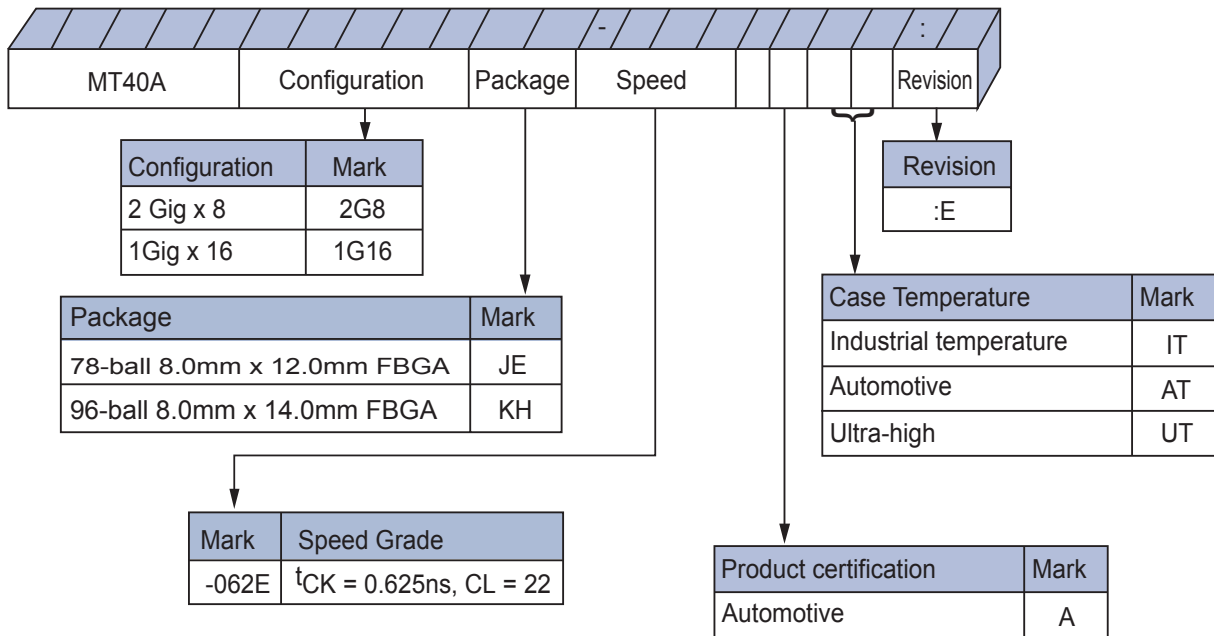 - :
MT40A Configuration Package Speed Revision
Configuration Mark
2 Gig x 8 2G8
1Gig x 16 1G16
Revision
:E
Package Mark
78-ball 8.0mm x 12.0mm FBGA JE
96-ball 8.0mm x 14.0mm FBGA KH
Case Temperature Mark
Industrial temperature IT
Automotive AT
Ultra-high UT
Mark Speed Grade
-062E tCK = 0.625ns, CL = 22
Product certification Mark
Automotive A